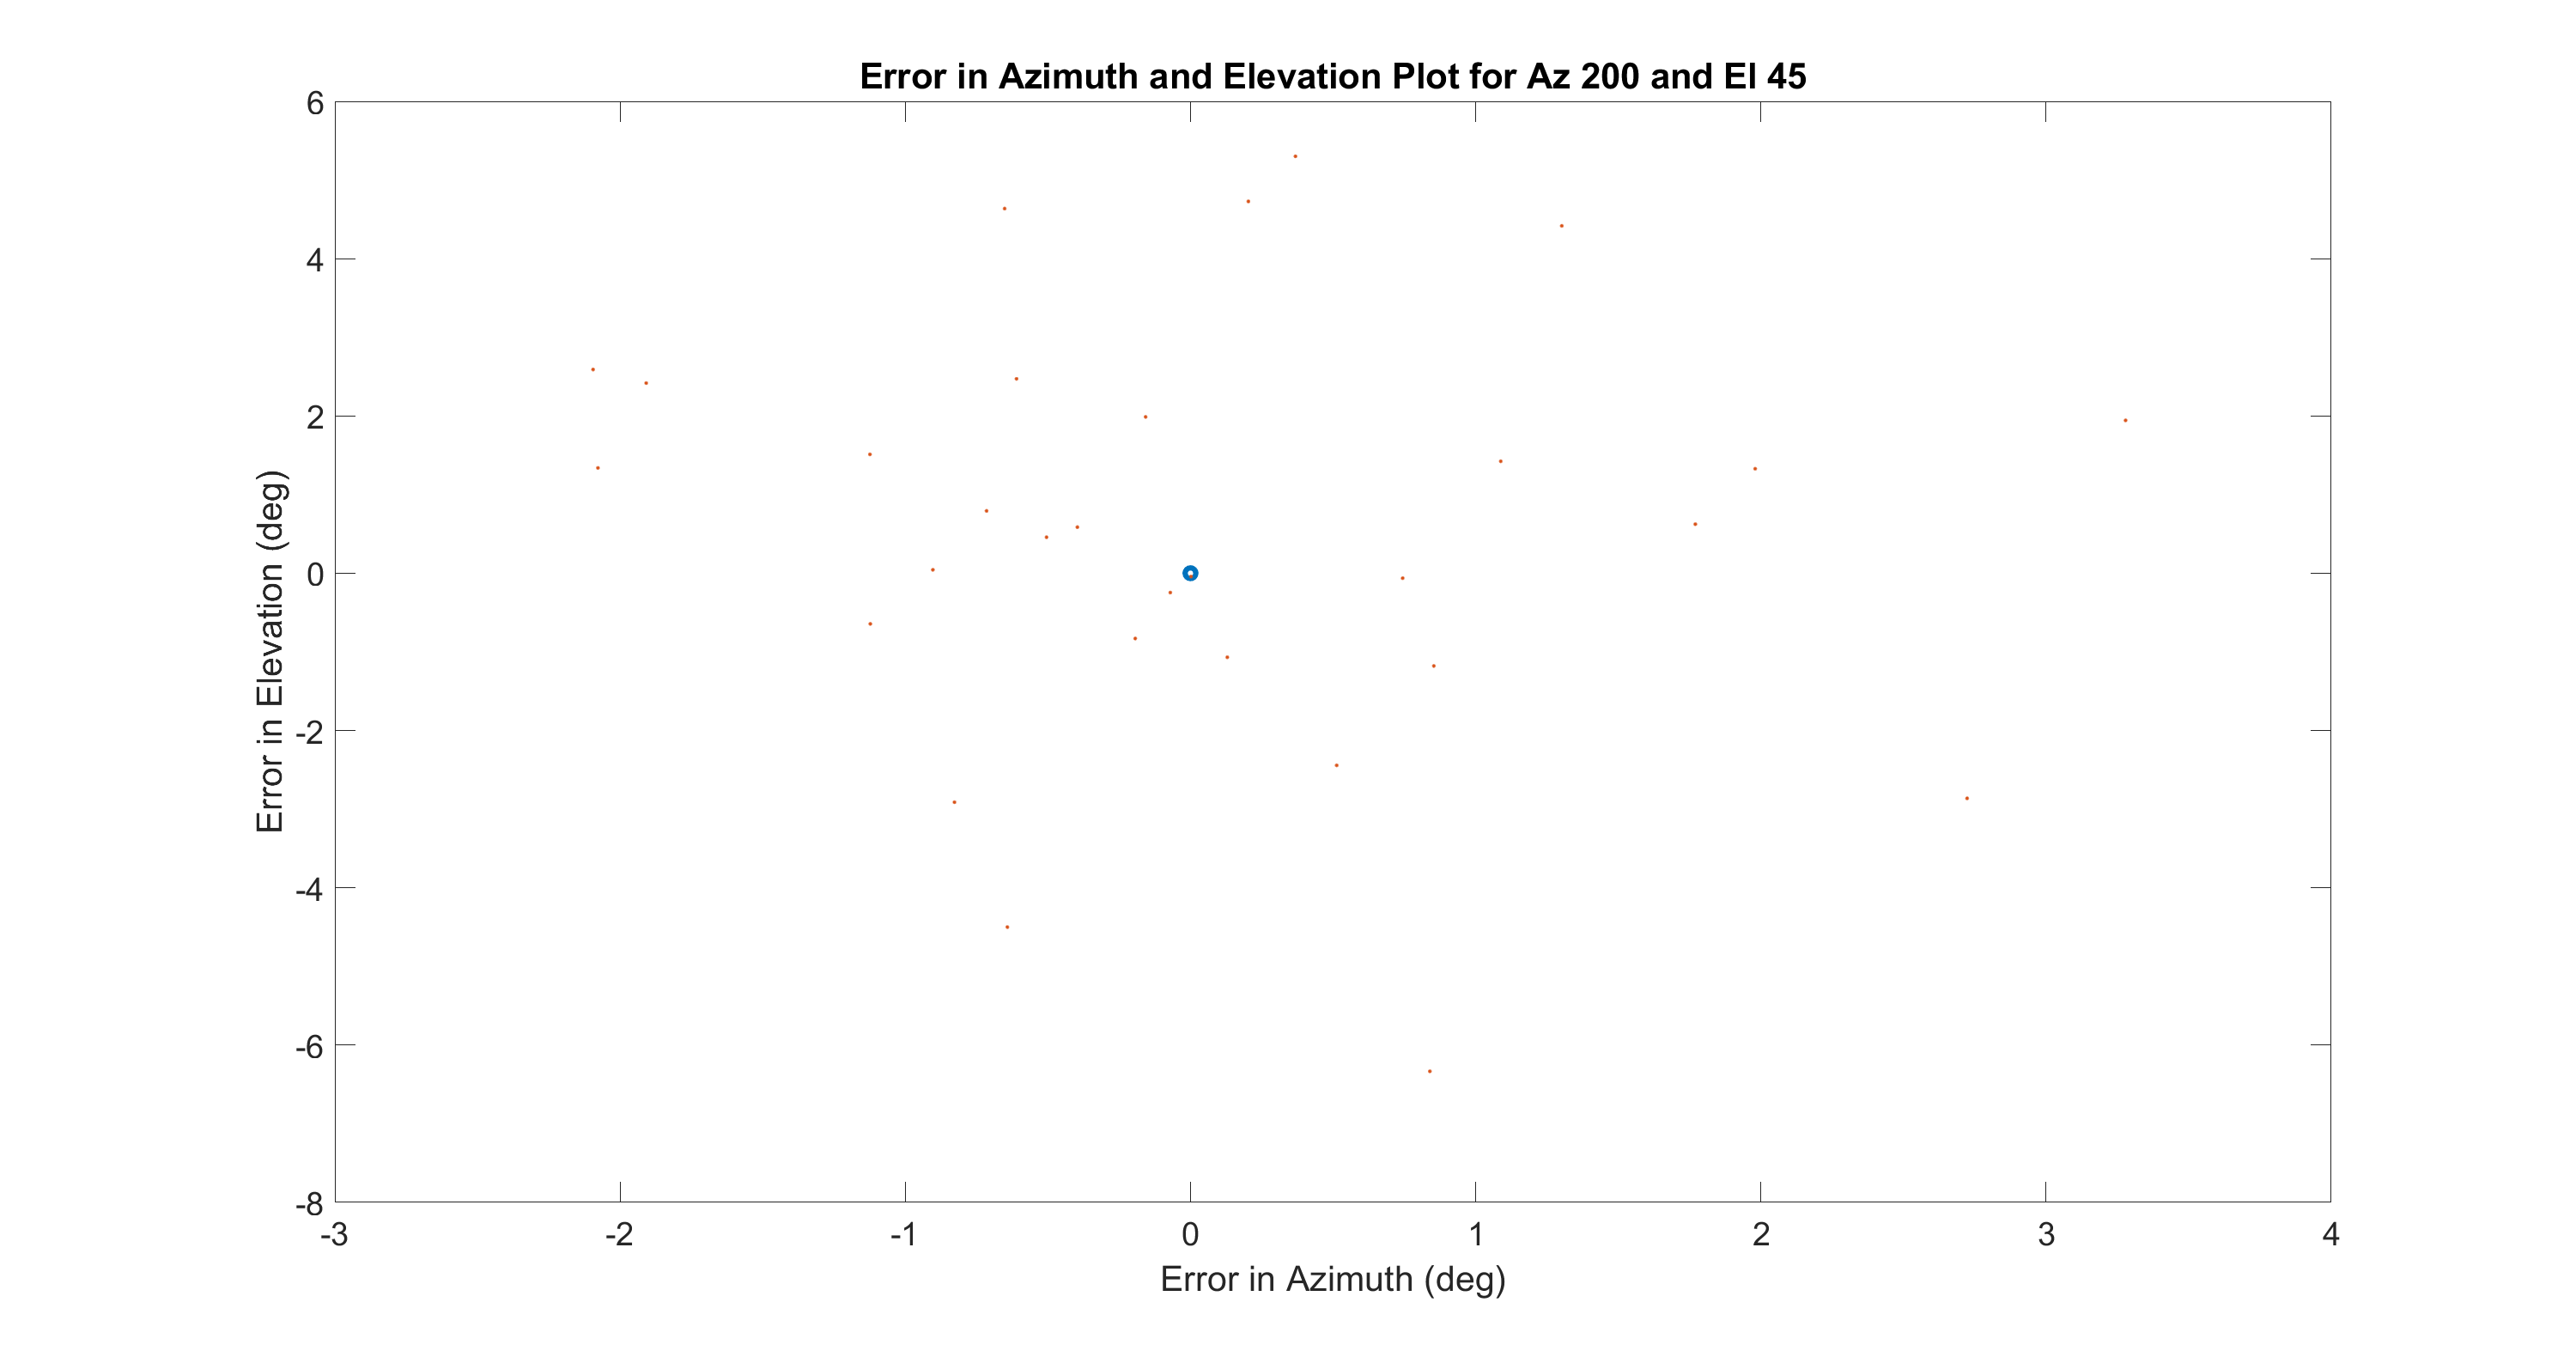 Error in Azimuth and Elevation Plot for Az 200 and El 45
6
4
2
0
-2
-4
-6
-8
Error in Elevation (deg)
-3 -2 -1 0 1 2 3 4
Error in Azimuth (deg)